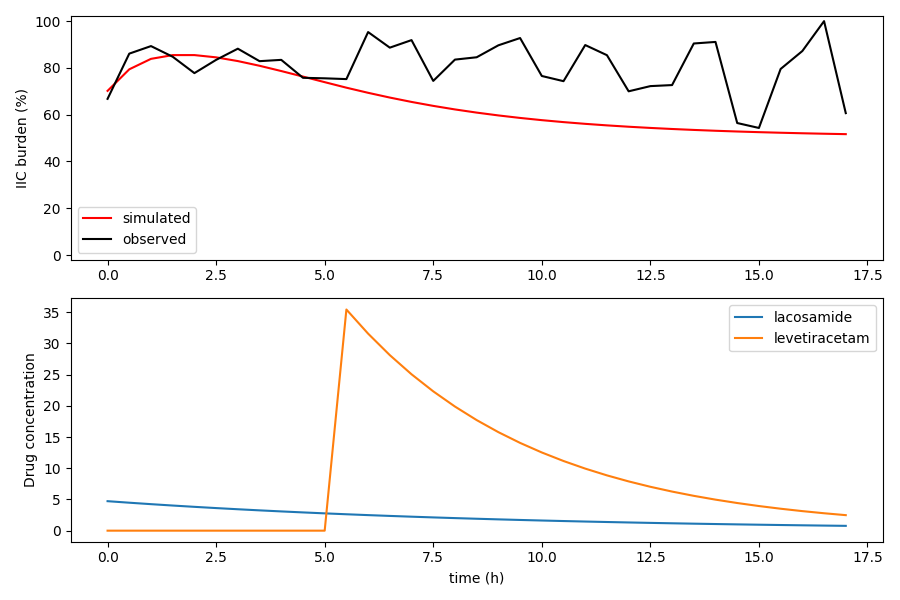 IIC burden (%)
100
80
60
40
20
0
simulated
observed
0.0 2.5 5.0 7.5 10.0 12.5 15.0 17.5
Drug concentration
35
30
25
20
15
10
5
0
lacosamide
levetiracetam
0.0 2.5 5.0 7.5 10.0 12.5 15.0 17.5
time (h)